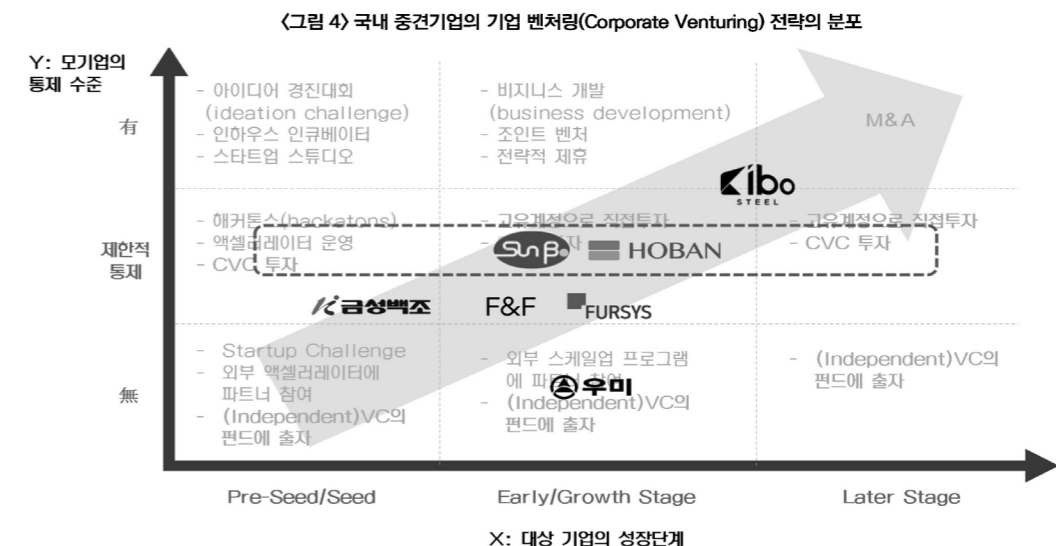 〈그림 4〉 국내 중견기업의 기업 벤처링(Corporate Venturing) 전략의 분포
Y: 모기업의
통제 수준
有
- 아이디어 경진대회
(ideation challenge)
- 인하우스 인큐베이터
- 스타트업 스튜디오
- 비지니스 개발
(business development)
- 조인트 벤처
- 전략적 제휴
M&A
kibo
STEEL
제한적
통제
- 해커톤스(hackatons)
- 액셀러레이터 운영
- CVC 투자
- 고유계정으로 직접투자
- 고유계정으로 직접투자
- CVC 투자
HOBAN
금성백조
F&F
FURSYS
無
- Startup Challenge
- 외부 액셀러레이터에
파트너 참여
- (Independent)VC의
펀드에 출자
- 외부 스케일업 프로그램
에 파트너 참여
우미
- (Independent)VC의
펀드에 출자
- (Independent)VC의
펀드에 출자
Pre-Seed/Seed
Early/Growth Stage
Later Stage
X: 대상 기업의 성장단계